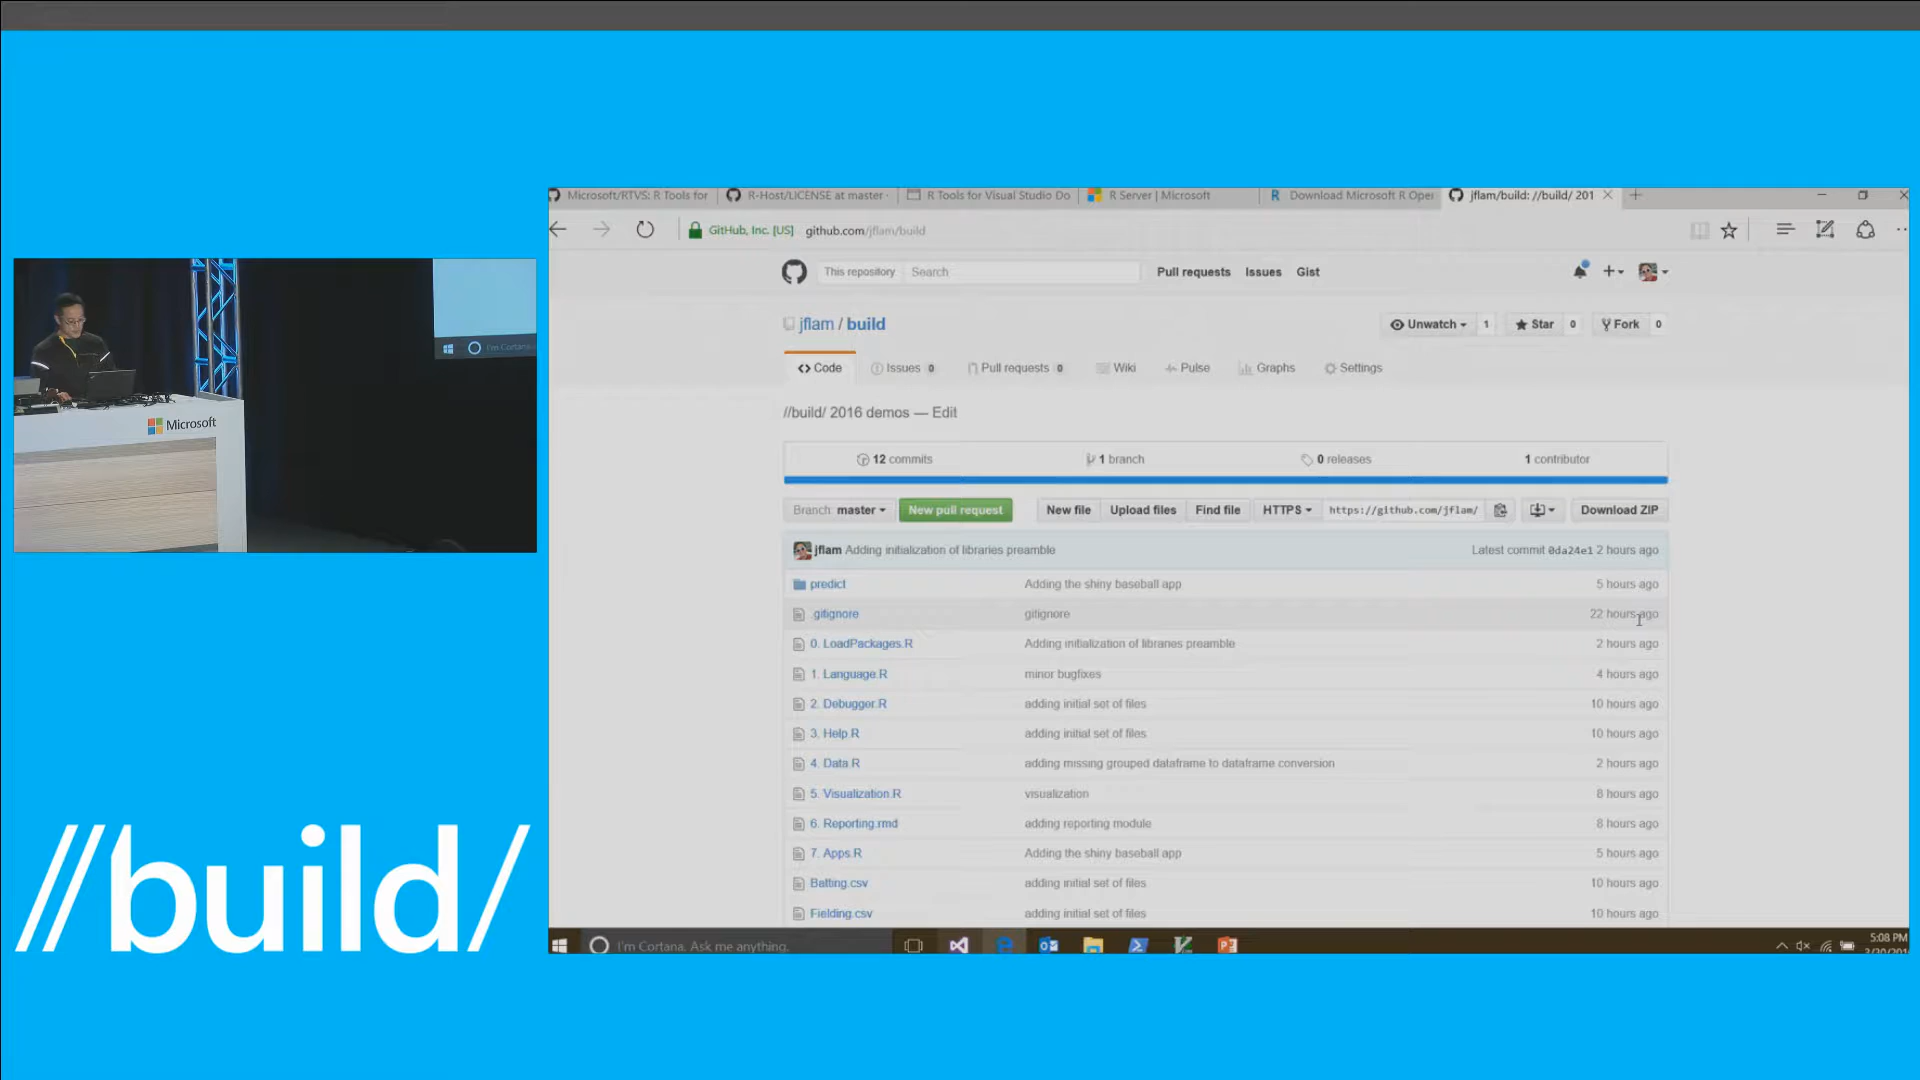 Microsoft/RTVS: R Tools for
R-Host/LICENSE at master
R Tools for Visual Studio Do
R Server | Microsoft
Download Microsoft R Oper
jflam/build: //build/ 201
GitHub, Inc. [US]
github.com/jflam/build
This repository
Search
Pull requests
Issues
Gist
jflam / build
Unwatch
1
Star
0
Fork
0
Code
Issues 0
Pull requests 0
Wiki
Pulse
Graphs
Settings
//build/ 2016 demos — Edit
12 commits
1 branch
0 releases
1 contributor
Branch: master
New pull request
New file
Upload files
Find file
HTTPS
https://github.com/jflam/
Download ZIP
jflam Adding initialization of libraries preamble
Latest commit 0da24e1 2 hours ago
predict
Adding the shiny baseball app
5 hours ago
.gitignore
gitignore
22 hours ago
0. LoadPackages.R
Adding initialization of libraries preamble
2 hours ago
1. Language.R
minor bugfixes
4 hours ago
2. Debugger.R
adding initial set of files
10 hours ago
3. Help.R
adding initial set of files
10 hours ago
4. Data.R
adding missing grouped dataframe to dataframe conversion
2 hours ago
5. Visualization.R
visualization
8 hours ago
6. Reporting.rmd
adding reporting module
8 hours ago
7. Apps.R
Adding the shiny baseball app
5 hours ago
Batting.csv
adding initial set of files
10 hours ago
Fielding.csv
adding initial set of files
10 hours ago
I'm Cortana. Ask me anything.
5:08 PM
I'm Cortana
Microsoft
//build/